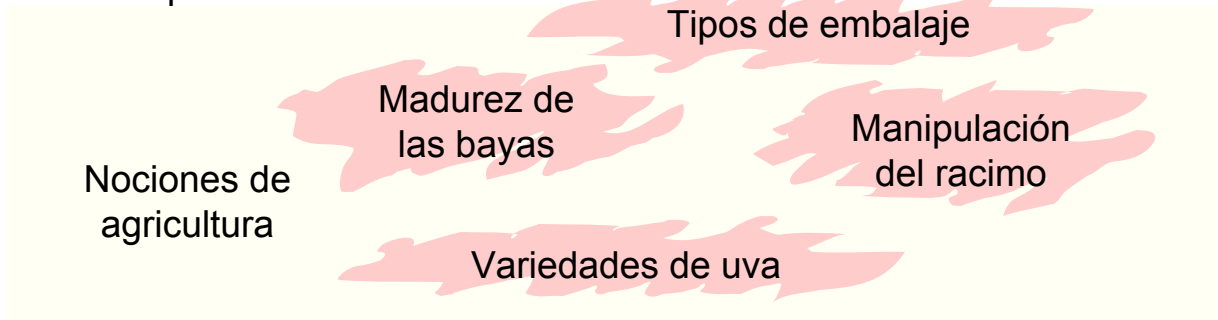 Tipos de embalaje
Madurez de
las bayas
Manipulación
del racimo
Nociones de
agricultura
Variedades de uva